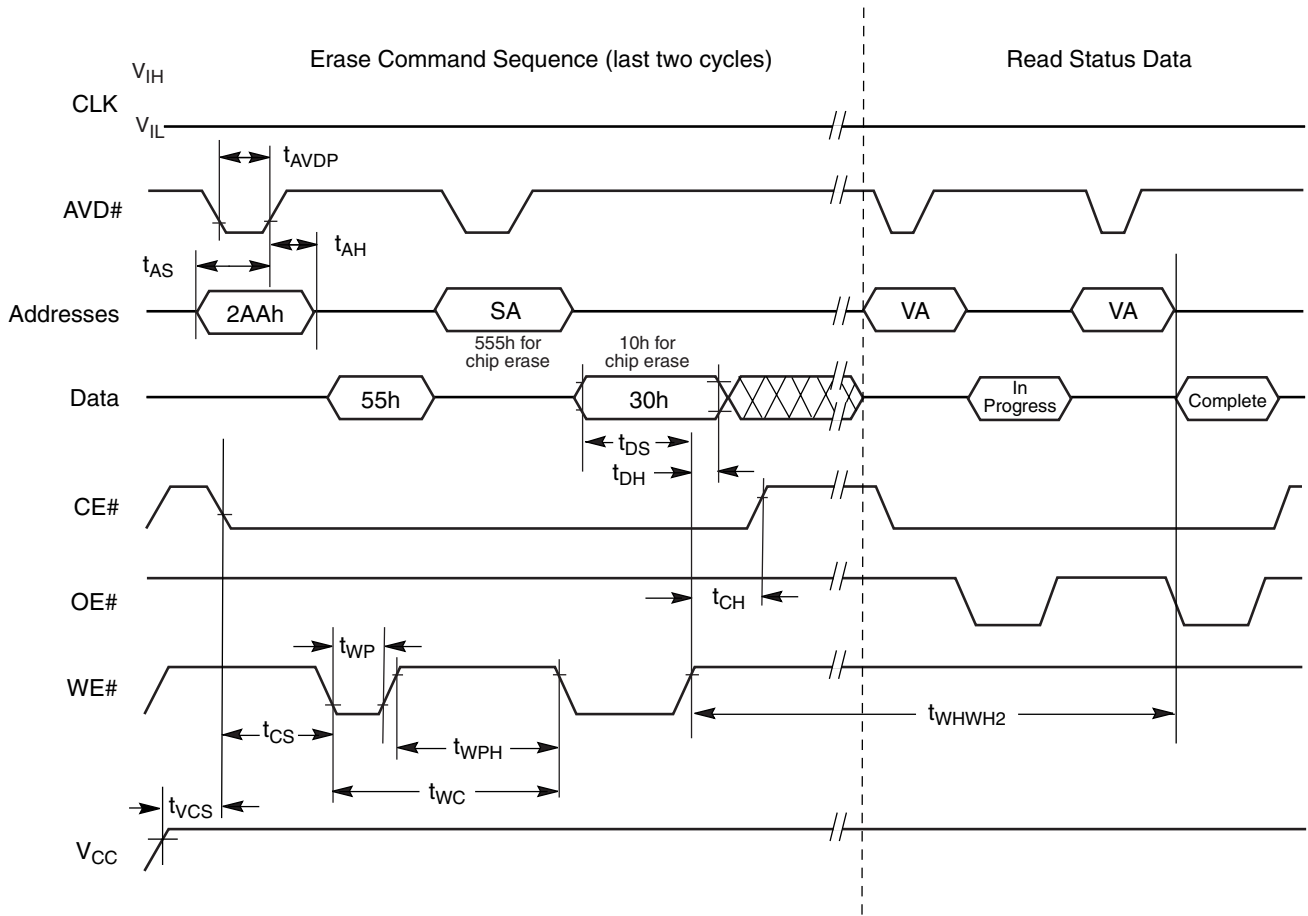 Erase Command Sequence (last two cycles)
Read Status Data
VIH
CLK
VIL
tAVDP
AVD#
tAH
tAS
Addresses
2AAh
SA
VA
VA
555h for
chip erase
10h for
chip erase
Data
55h
30h
In
Progress
Complete
tDS
tDH
CE#
OE#
tCH
tWP
WE#
tWHWH2
tCS
tWPH
tWC
tVCS
VCC